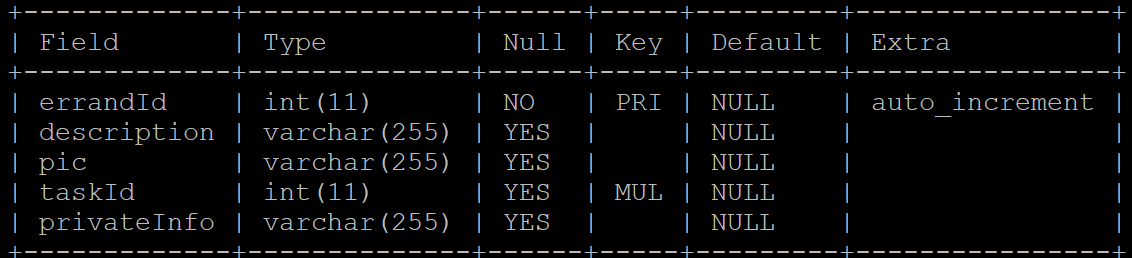 +-------------+--------------+------+-----+---------+----------------+
| Field       | Type         | Null | Key | Default | Extra          |
+-------------+--------------+------+-----+---------+----------------+
| errandId    | int(11)      | NO   | PRI | NULL    | auto_increment |
| description | varchar(255) | YES  |     | NULL    |                |
| pic         | varchar(255) | YES  |     | NULL    |                |
| taskId      | int(11)      | YES  | MUL | NULL    |                |
| privateInfo | varchar(255) | YES  |     | NULL    |                |
+-------------+--------------+------+-----+---------+----------------+